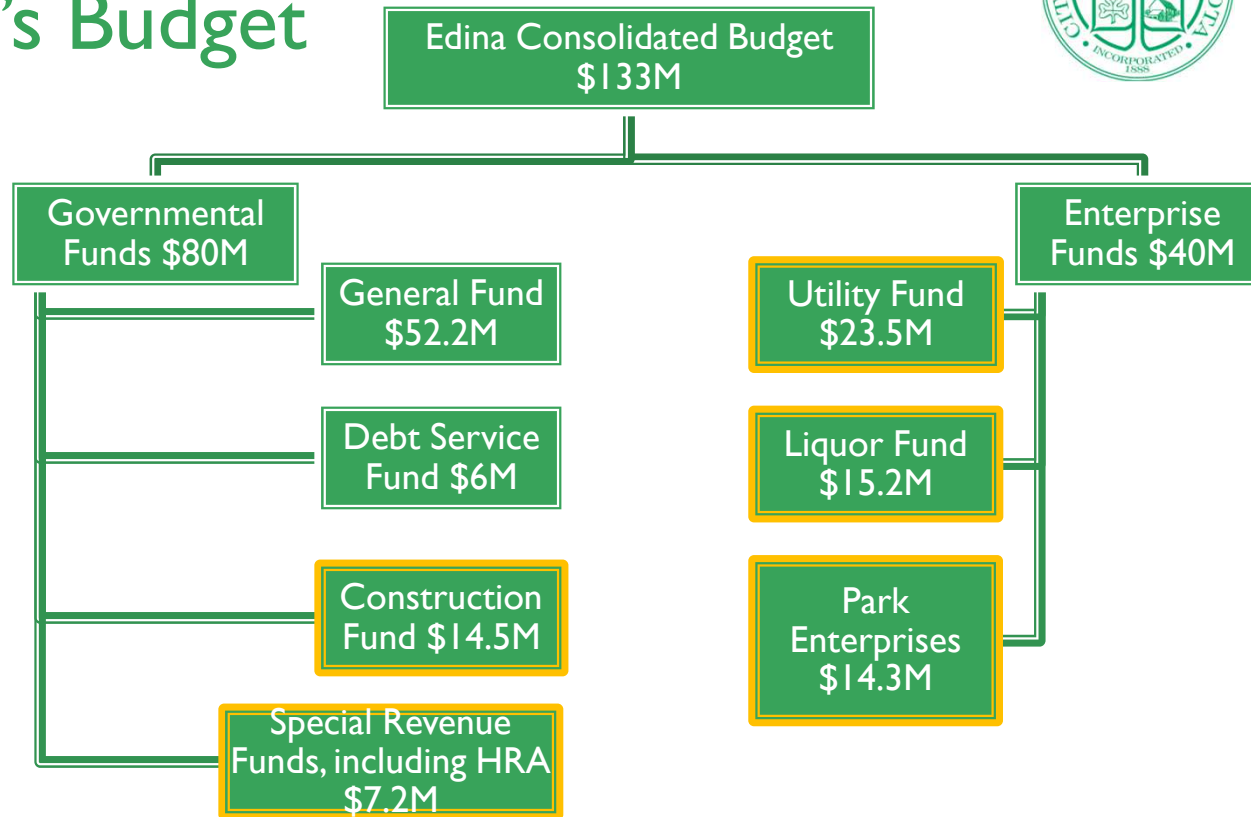 's Budget
Edina Consolidated Budget
$133M
INCORPORATED
1888
Governmental
Funds $80M
Enterprise
Funds $40M
General Fund
$52.2M
Utility Fund
$23.5M
Debt Service
Fund $6M
Liquor Fund
$15.2M
Construction
Fund $14.5M
Park
Enterprises
$14.3M
Special Revenue
Funds, including HRA
$7.2M